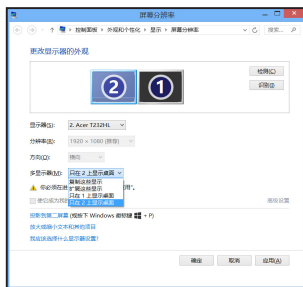 屏幕分辨率
控制面板 › 外观和个性化 › 显示 › 屏幕分辨率
搜索...
更改显示器的外观
检测(C)
识别(I)
2 1
显示器(S): 2. Acer T232HL
分辨率(R): 1920 × 1080 (推荐)
方向(O): 横向
多显示器(M): 只在 2 上显示桌面
复制这些显示
扩展这些显示
只在 1 上显示桌面
只在 2 上显示桌面
高级设置
投影到第二屏幕 (或按下 Windows 徽标键 + P)
放大或缩小文本和其他项目
我应该选择什么显示器设置?
确定 取消 应用(A)